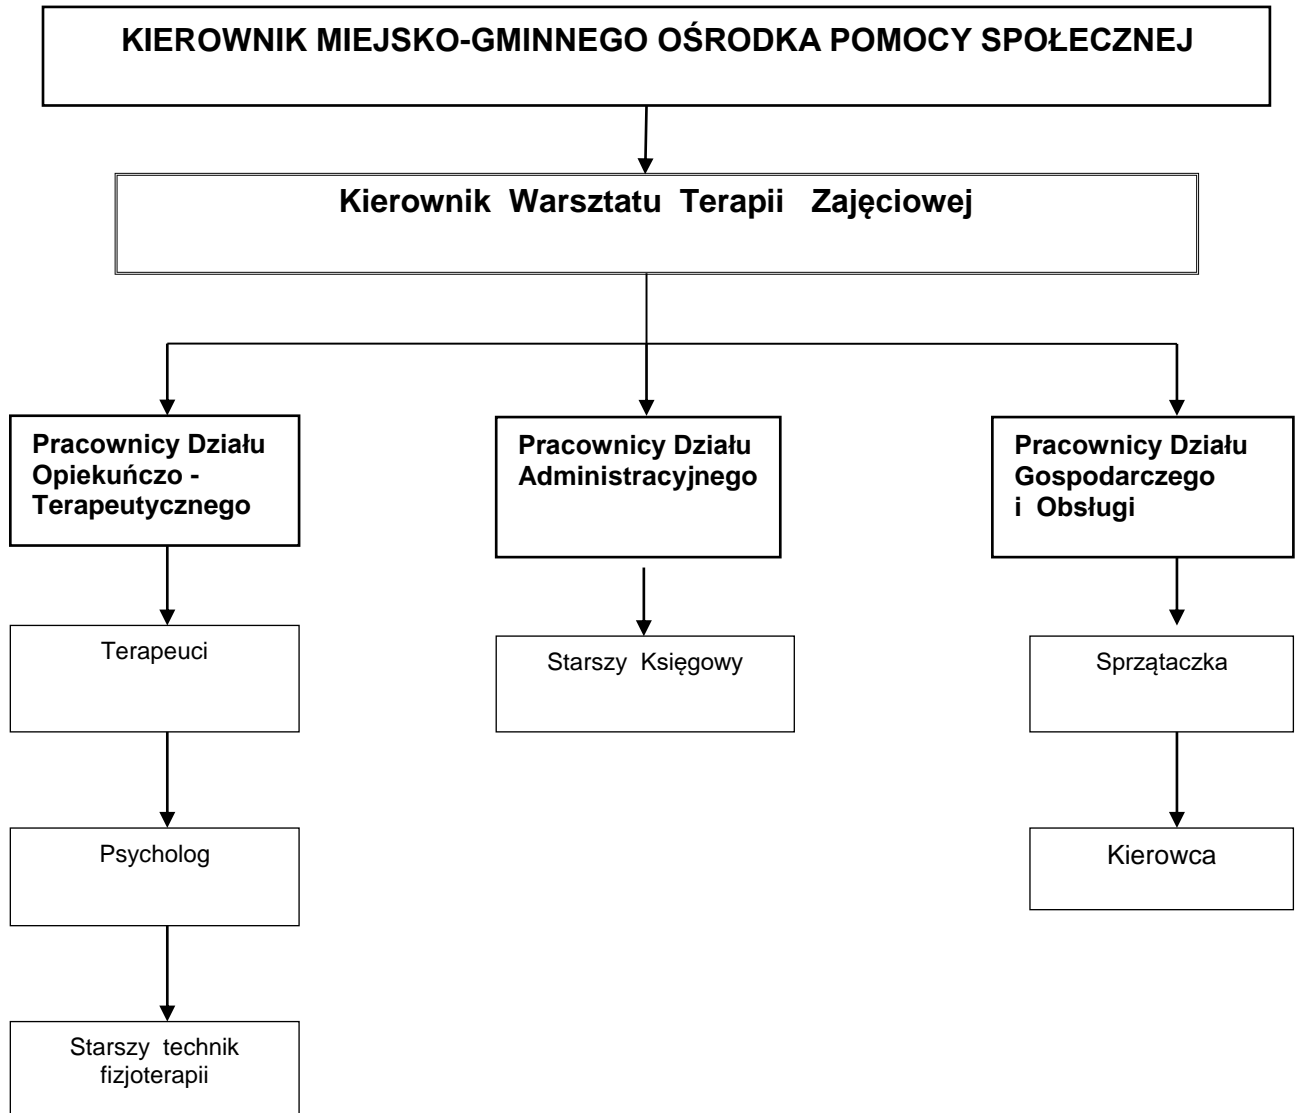 KIEROWNIK MIEJSKO-GMINNEGO OŚRODKA POMOCY SPOŁECZNEJ
Kierownik Warsztatu Terapii Zajęciowej
Pracownicy Działu
Opiekuńczo -
Terapeutycznego
Pracownicy Działu
Administracyjnego
Pracownicy Działu
Gospodarczego
i Obsługi
Terapeuci
Starszy Księgowy
Sprzątaczka
Psycholog
Kierowca
Starszy technik
fizjoterapii